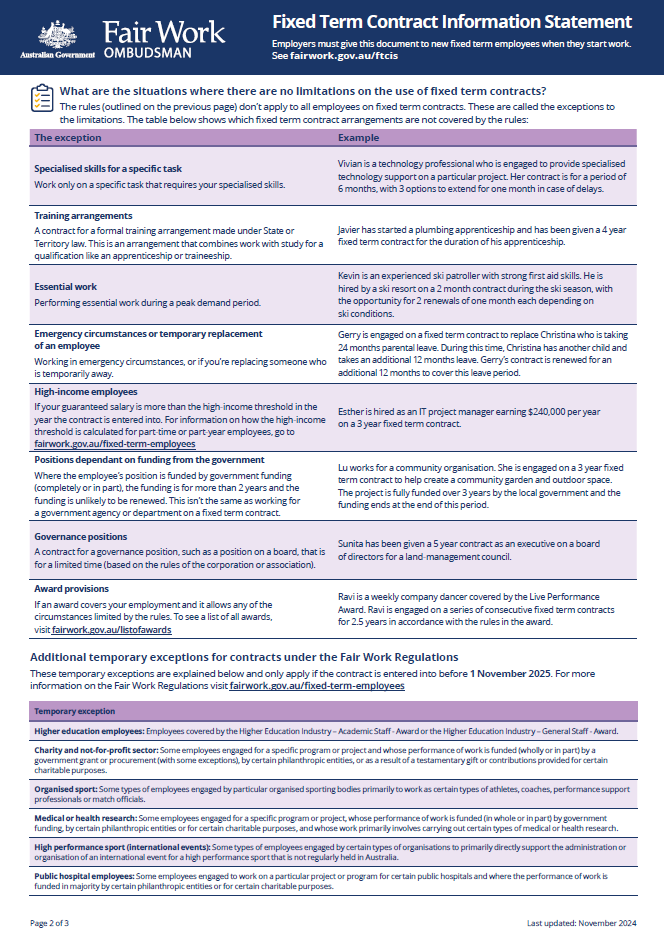 Australian Government
Fair Work
OMBUDSMAN
Fixed Term Contract Information Statement
Employers must give this document to new fixed term employees when they start work.
See fairwork.gov.au/ftcis
What are the situations where there are no limitations on the use of fixed term contracts?
The rules (outlined on the previous page) don't apply to all employees on fixed term contracts. These are called the exceptions to
the limitations. The table below shows which fixed term contract arrangements are not covered by the rules:
The exception
Example
Specialised skills for a specific task
Work only on a specific task that requires your specialised skills.
Vivian is a technology professional who is engaged to provide specialised
technology support on a particular project. Her contract is for a period of
6 months, with 3 options to extend for one month in case of delays.
Training arrangements
A contract for a formal training arrangement made under State or
Territory law. This is an arrangement that combines work with study for a
qualification like an apprenticeship or traineeship.
Javier has started a plumbing apprenticeship and has been given a 4 year
fixed term contract for the duration of his apprenticeship.
Essential work
Performing essential work during a peak demand period.
Kevin is an experienced ski patroller with strong first aid skills. He is
hired by a ski resort on a 2 month contract during the ski season, with
the opportunity for 2 renewals of one month each depending on
ski conditions.
Emergency circumstances or temporary replacement
of an employee
Working in emergency circumstances, or if you're replacing someone who
is temporarily away.
Gerry is engaged on a fixed term contract to replace Christina who is taking
24 months parental leave. During this time, Christina has another child and
takes an additional 12 months leave. Gerry's contract is renewed for an
additional 12 months to cover this leave period.
High-income employees
If your guaranteed salary is more than the high-income threshold in the
year the contract is entered into. For information on how the high-income
threshold is calculated for part-time or part-year employees, go to
fairwork.gov.au/fixed-term-employees
Esther is hired as an IT project manager earning $240,000 per year
on a 3 year fixed term contract.
Positions dependant on funding from the government
Where the employee's position is funded by government funding
(completely or in part), the funding is for more than 2 years and the
funding is unlikely to be renewed. This isn't the same as working for
a government agency or department on a fixed term contract.
Lu works for a community organisation. She is engaged on a 3 year fixed
term contract to help create a community garden and outdoor space.
The project is fully funded over 3 years by the local government and the
funding ends at the end of this period.
Governance positions
A contract for a governance position, such as a position on a board, that is
for a limited time (based on the rules of the corporation or association).
Sunita has been given a 5 year contract as an executive on a board
of directors for a land-management council.
Award provisions
If an award covers your employment and it allows any of the
circumstances limited by the rules. To see a list of all awards,
visit fairwork.gov.au/listofawards
Ravi is a weekly company dancer covered by the Live Performance
Award. Ravi is engaged on a series of consecutive fixed term contracts
for 2.5 years in accordance with the rules in the award.
Additional temporary exceptions for contracts under the Fair Work Regulations
These temporary exceptions are explained below and only apply if the contract is entered into before 1 November 2025. For more
information on the Fair Work Regulations visit fairwork.gov.au/fixed-term-employees
Temporary exception
Higher education employees: Employees covered by the Higher Education Industry – Academic Staff - Award or the Higher Education Industry – General Staff - Award.
Charity and not-for-profit sector: Some employees engaged for a specific program or project and whose performance of work is funded (wholly or in part) by a
government grant or procurement (with some exceptions), by certain philanthropic entities, or as a result of a testamentary gift or contributions provided for certain
charitable purposes.
Organised sport: Some types of employees engaged by particular organised sporting bodies primarily to work as certain types of athletes, coaches, performance support
professionals or match officials.
Medical or health research: Some employees engaged for a specific program or project, whose performance of work is funded (in whole or in part) by government
funding, by certain philanthropic entities or for certain charitable purposes, and whose work primarily involves carrying out certain types of medical or health research.
High performance sport (international events): Some types of employees engaged by certain types of organisations to primarily directly support the administration or
organisation of an international event for a high performance sport that is not regularly held in Australia.
Public hospital employees: Some employees engaged to work on a particular project or program for certain public hospitals and where the performance of work is
funded in majority by certain philanthropic entities or for certain charitable purposes.
Page 2 of 3
Last updated: November 2024